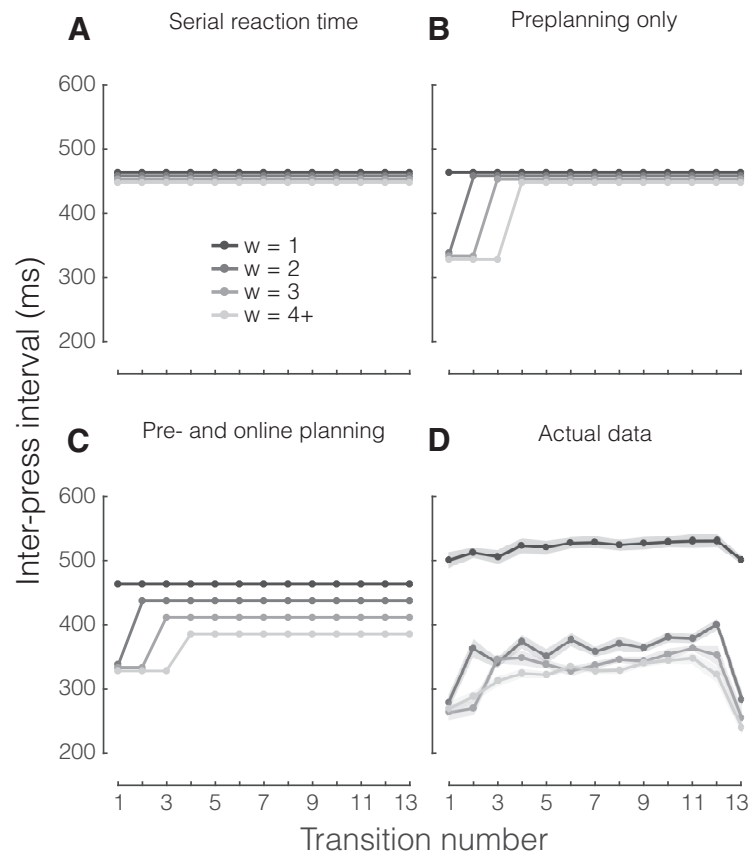 A Serial reaction time
B Preplanning only
600
500
400
300
200
w = 1
w = 2
w = 3
w = 4+
Inter-press interval (ms)
C Pre- and online planning
D Actual data
600
500
400
300
200
1 3 5 7 9 11 13
1 3 5 7 9 11 13
Transition number